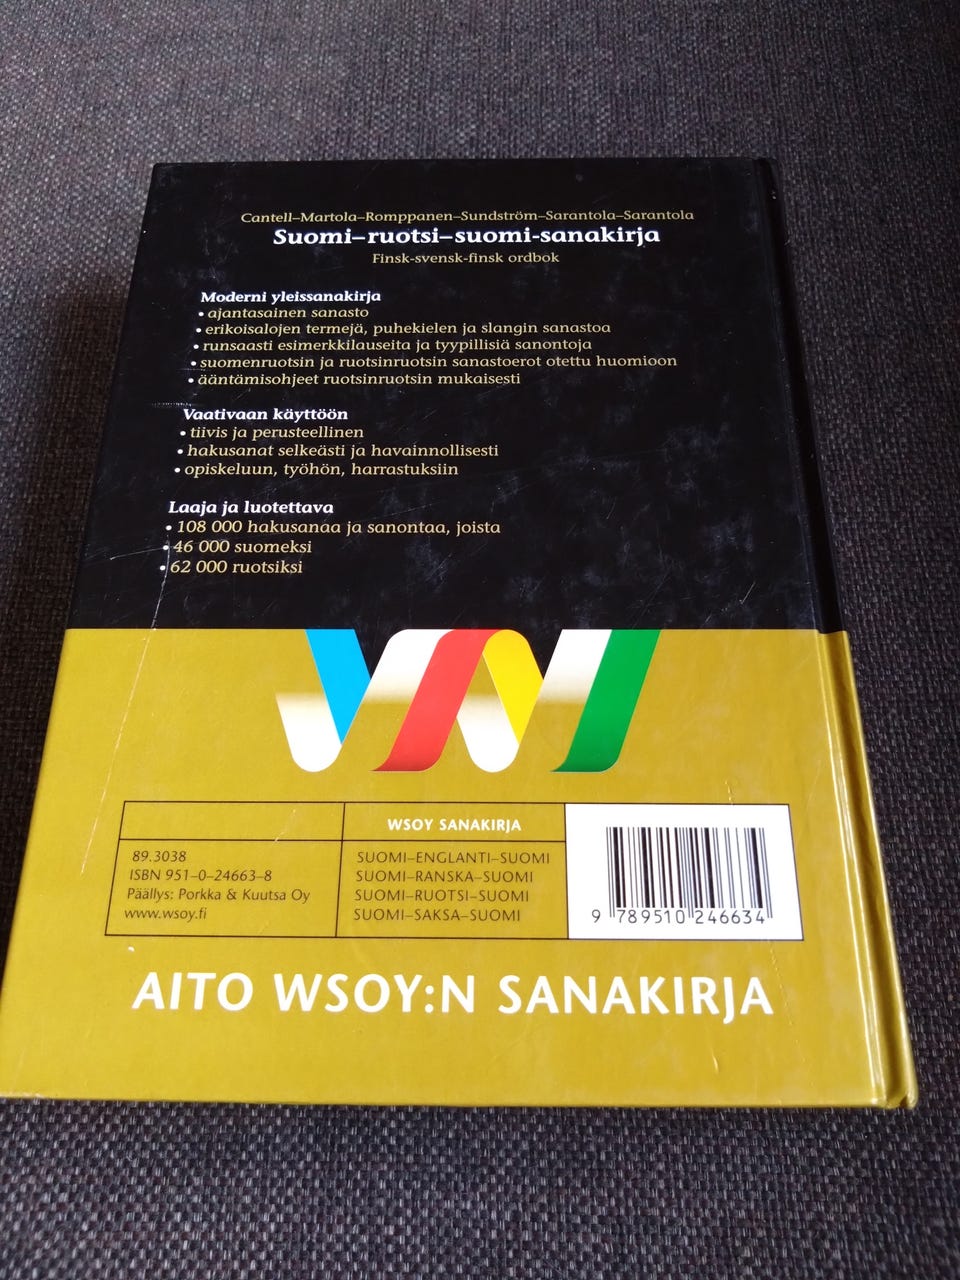 Cantell–Martola–Romppanen–Sundström–Sarantola–Sarantola
Suomi–ruotsi–suomi-sanakirja
Finsk-svensk-finsk ordbok
Moderni yleissanakirja
• ajantasainen sanasto
• erikoisalojen termejä, puhekielen ja slangin sanastoa
• runsaasti esimerkkilauseita ja tyypillisiä sanontoja
• suomenruotsin ja ruotsinruotsin sanastoerot otettu huomioon
• ääntämisohjeet ruotsinruotsin mukaisesti
Vaativaan käyttöön
• tiivis ja perusteellinen
• hakusanat selkeästi ja havainnollisesti
• opiskeluun, työhön, harrastuksiin
Laaja ja luotettava
• 108 000 hakusanaa ja sanontaa, joista
• 46 000 suomeksi
• 62 000 ruotsiksi
89.3038
ISBN 951–0–24663–8
Päällys: Porkka & Kuutsa Oy
www.wsoy.fi
WSOY SANAKIRJA
SUOMI–ENGLANTI–SUOMI
SUOMI–RANSKA–SUOMI
SUOMI–RUOTSI–SUOMI
SUOMI–SAKSA–SUOMI
9 789510 246634
AITO WSOY:N SANAKIRJA